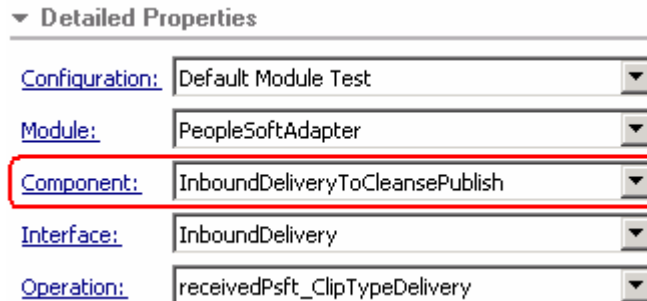 Detailed Properties
Configuration: Default Module Test
Module: PeopleSoftAdapter
Component: InboundDeliveryToCleansePublish
Interface: InboundDelivery
Operation: receivedPsft_ClipTypeDelivery